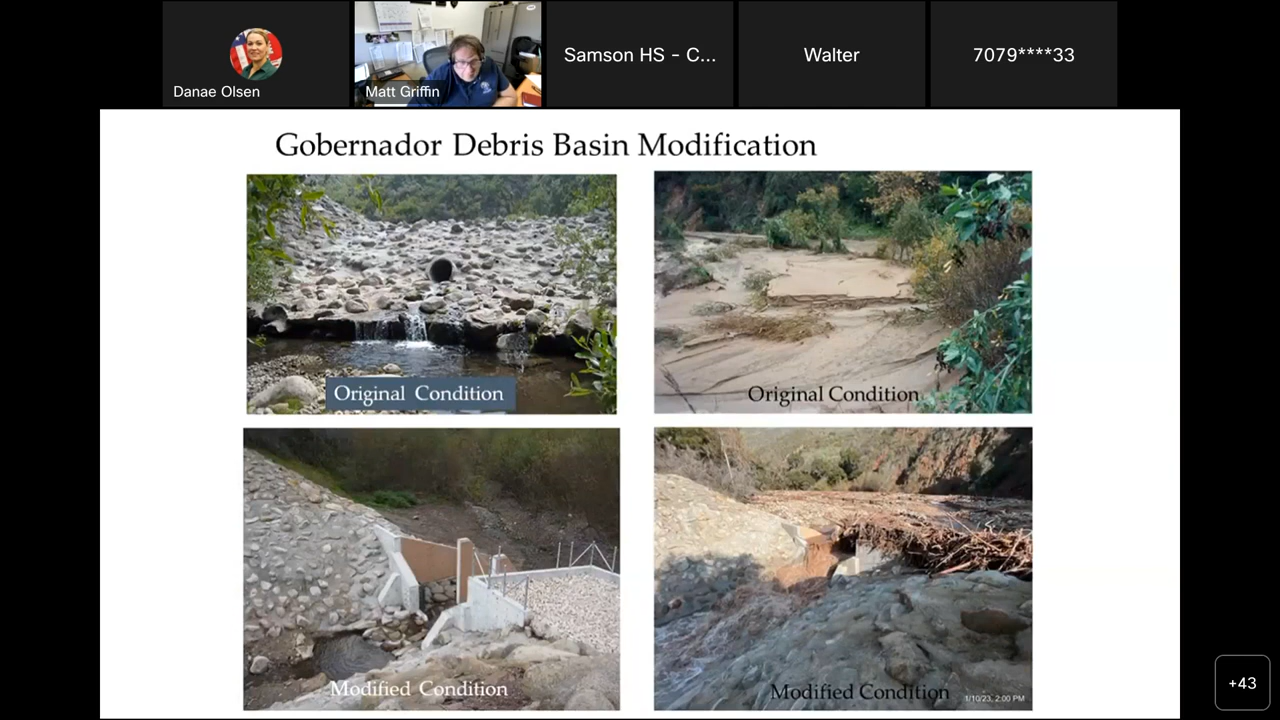 Danae Olsen
Matt Griffin
Samson HS - C...
Walter
7079****33
Gobernador Debris Basin Modification
Original Condition
Original Condition
Modified Condition
Modified Condition
1/10/23, 2:00 PM
+43